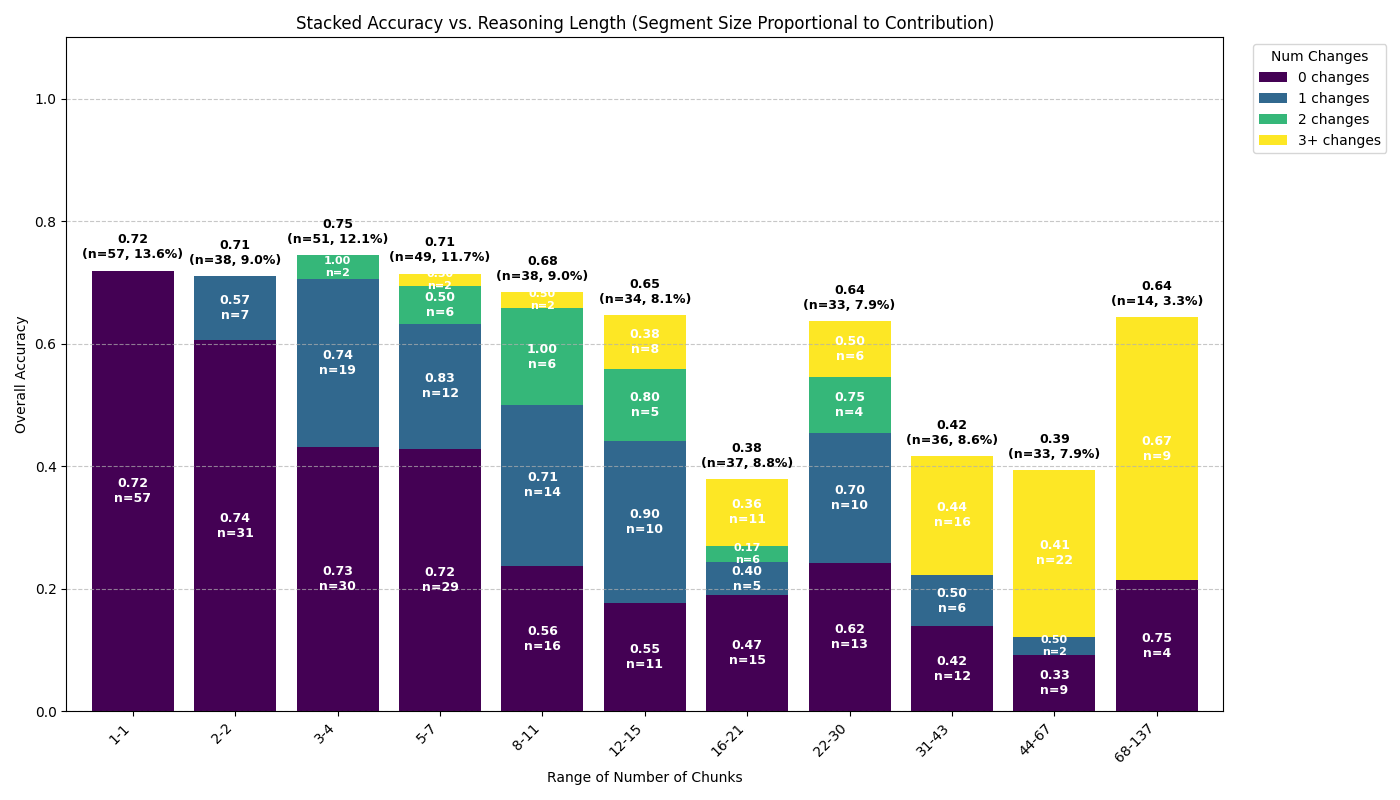 Stacked Accuracy vs. Reasoning Length (Segment Size Proportional to Contribution)
Num Changes
0 changes
1 changes
2 changes
3+ changes
Overall Accuracy
1.0
0.8
0.6
0.4
0.2
0.0
0.72
(n=57, 13.6%)
0.72
n=57
0.71
(n=38, 9.0%)
0.57
n=7
0.74
n=31
0.75
(n=51, 12.1%)
1.00
n=2
0.74
n=19
0.73
n=30
0.71
(n=49, 11.7%)
0.50
n=2
0.50
n=6
0.83
n=12
0.72
n=29
0.68
(n=38, 9.0%)
0.50
n=2
1.00
n=6
0.71
n=14
0.56
n=16
0.65
(n=34, 8.1%)
0.38
n=8
0.80
n=5
0.90
n=10
0.55
n=11
0.38
(n=37, 8.8%)
0.36
n=11
0.17
n=6
0.40
n=5
0.47
n=15
0.64
(n=33, 7.9%)
0.50
n=6
0.75
n=4
0.70
n=10
0.62
n=13
0.42
(n=36, 8.6%)
0.44
n=16
0.50
n=6
0.42
n=12
0.39
(n=33, 7.9%)
0.41
n=22
0.50
n=2
0.33
n=9
0.64
(n=14, 3.3%)
0.67
n=9
0.75
n=4
1-1
2-2
3-4
5-7
8-11
12-15
16-21
22-30
31-43
44-67
68-137
Range of Number of Chunks